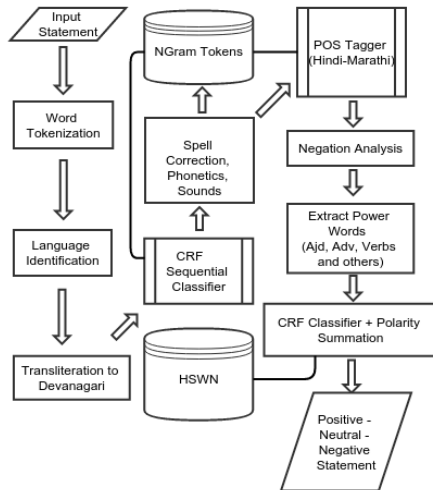 Input
Statement
Word
Tokenization
Language
Identification
Transliteration to
Devanagari
CRF
Sequential
Classifier
Spell
Correction,
Phonetics,
Sounds
NGram Tokens
POS Tagger
(Hindi-Marathi)
Negation Analysis
Extract Power
Words
(Ajd, Adv, Verbs
and others)
CRF Classifier + Polarity
Summation
HSWN
Positive -
Neutral -
Negative
Statement